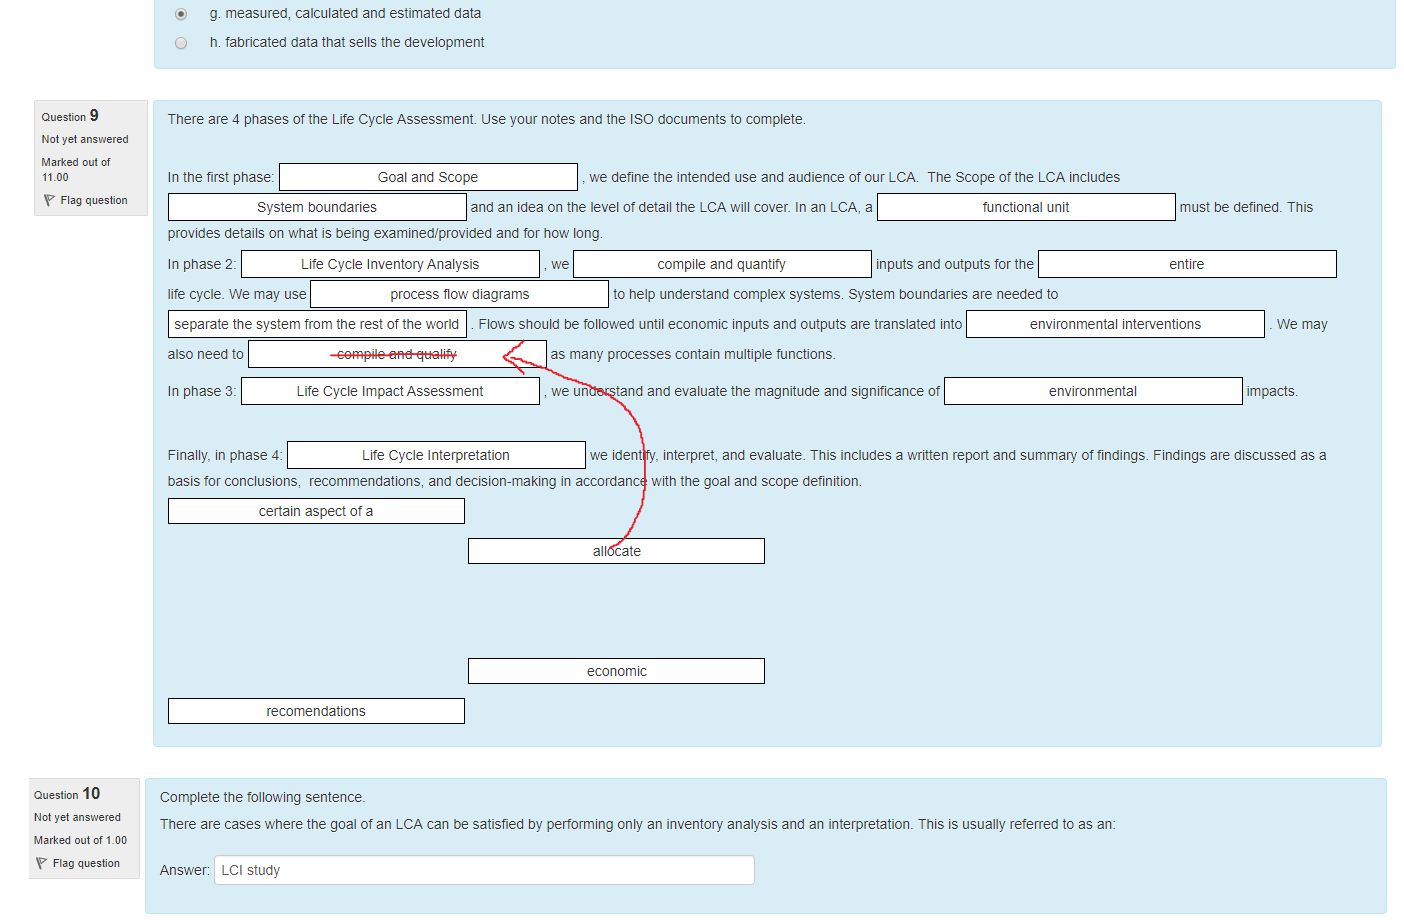 g. measured, calculated and estimated data
h. fabricated data that sells the development
Question 9
Not yet answered
Marked out of
11.00
Flag question
There are 4 phases of the Life Cycle Assessment. Use your notes and the ISO documents to complete.
In the first phase: Goal and Scope , we define the intended use and audience of our LCA. The Scope of the LCA includes
System boundaries and an idea on the level of detail the LCA will cover. In an LCA, a functional unit must be defined. This
provides details on what is being examined/provided and for how long.
In phase 2: Life Cycle Inventory Analysis , we compile and quantify inputs and outputs for the entire
life cycle. We may use process flow diagrams to help understand complex systems. System boundaries are needed to
separate the system from the rest of the world . Flows should be followed until economic inputs and outputs are translated into environmental interventions . We may
also need to compile and qualify as many processes contain multiple functions.
In phase 3: Life Cycle Impact Assessment , we understand and evaluate the magnitude and significance of environmental impacts.
Finally, in phase 4: Life Cycle Interpretation we identify, interpret, and evaluate. This includes a written report and summary of findings. Findings are discussed as a
basis for conclusions, recommendations, and decision-making in accordance with the goal and scope definition.
certain aspect of a
allocate
economic
recomendations
Question 10
Not yet answered
Marked out of 1.00
Flag question
Complete the following sentence.
There are cases where the goal of an LCA can be satisfied by performing only an inventory analysis and an interpretation. This is usually referred to as an:
Answer: LCI study